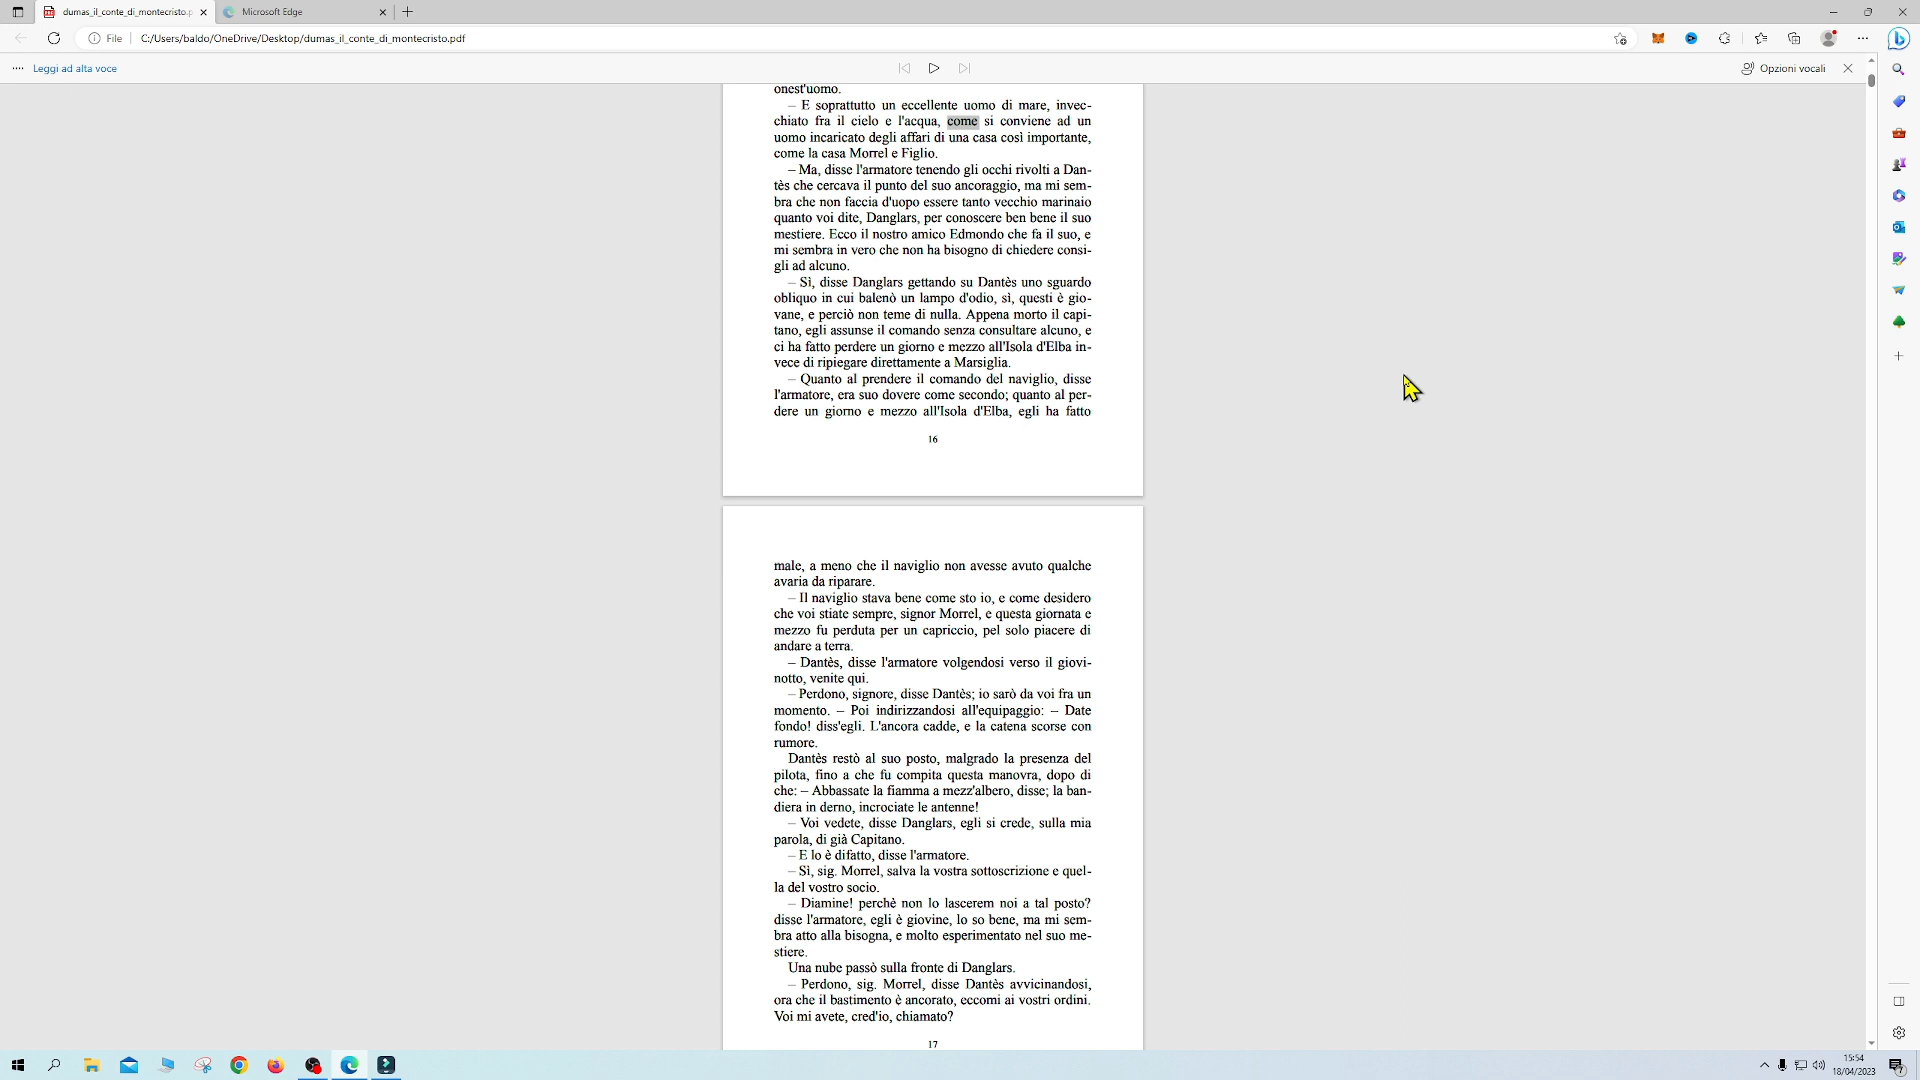 dumas_il_conte_di_montecristo.p
Microsoft Edge
File
C:/Users/baldo/OneDrive/Desktop/dumas_il_conte_di_montecristo.pdf
Leggi ad alta voce
Opzioni vocali
onest'uomo.
– E soprattutto un eccellente uomo di mare, invec-
chiato fra il cielo e l'acqua, come si conviene ad un
uomo incaricato degli affari di una casa così importante,
come la casa Morrel e Figlio.
– Ma, disse l'armatore tenendo gli occhi rivolti a Dan-
tès che cercava il punto del suo ancoraggio, ma mi sem-
bra che non faccia d'uopo essere tanto vecchio marinaio
quanto voi dite, Danglars, per conoscere ben bene il suo
mestiere. Ecco il nostro amico Edmondo che fa il suo, e
mi sembra in vero che non ha bisogno di chiedere consi-
gli ad alcuno.
– Sì, disse Danglars gettando su Dantès uno sguardo
obliquo in cui balenò un lampo d'odio, sì, questi è gio-
vane, e perciò non teme di nulla. Appena morto il capi-
tano, egli assunse il comando senza consultare alcuno, e
ci ha fatto perdere un giorno e mezzo all'Isola d'Elba in-
vece di ripiegare direttamente a Marsiglia.
– Quanto al prendere il comando del naviglio, disse
l'armatore, era suo dovere come secondo; quanto al per-
dere un giorno e mezzo all'Isola d'Elba, egli ha fatto
16
male, a meno che il naviglio non avesse avuto qualche
avaria da riparare.
– Il naviglio stava bene come sto io, e come desidero
che voi stiate sempre, signor Morrel, e questa giornata e
mezzo fu perduta per un capriccio, pel solo piacere di
andare a terra.
– Dantès, disse l'armatore volgendosi verso il giovi-
notto, venite qui.
– Perdono, signore, disse Dantès; io sarò da voi fra un
momento. – Poi indirizzandosi all'equipaggio: – Date
fondo! diss'egli. L'ancora cadde, e la catena scorse con
rumore.
Dantès restò al suo posto, malgrado la presenza del
pilota, fino a che fu compita questa manovra, dopo di
che: – Abbassate la fiamma a mezz'albero, disse; la ban-
diera in derno, incrociate le antenne!
– Voi vedete, disse Danglars, egli si crede, sulla mia
parola, di già Capitano.
– E lo è difatto, disse l'armatore.
– Sì, sig. Morrel, salva la vostra sottoscrizione e quel-
la del vostro socio.
– Diamine! perchè non lo lascerem noi a tal posto?
disse l'armatore, egli è giovine, lo so bene, ma mi sem-
bra atto alla bisogna, e molto esperimentato nel suo me-
stiere.
Una nube passò sulla fronte di Danglars.
– Perdono, sig. Morrel, disse Dantès avvicinandosi,
ora che il bastimento è ancorato, eccomi ai vostri ordini.
Voi mi avete, cred'io, chiamato?
17
15:54
18/04/2023